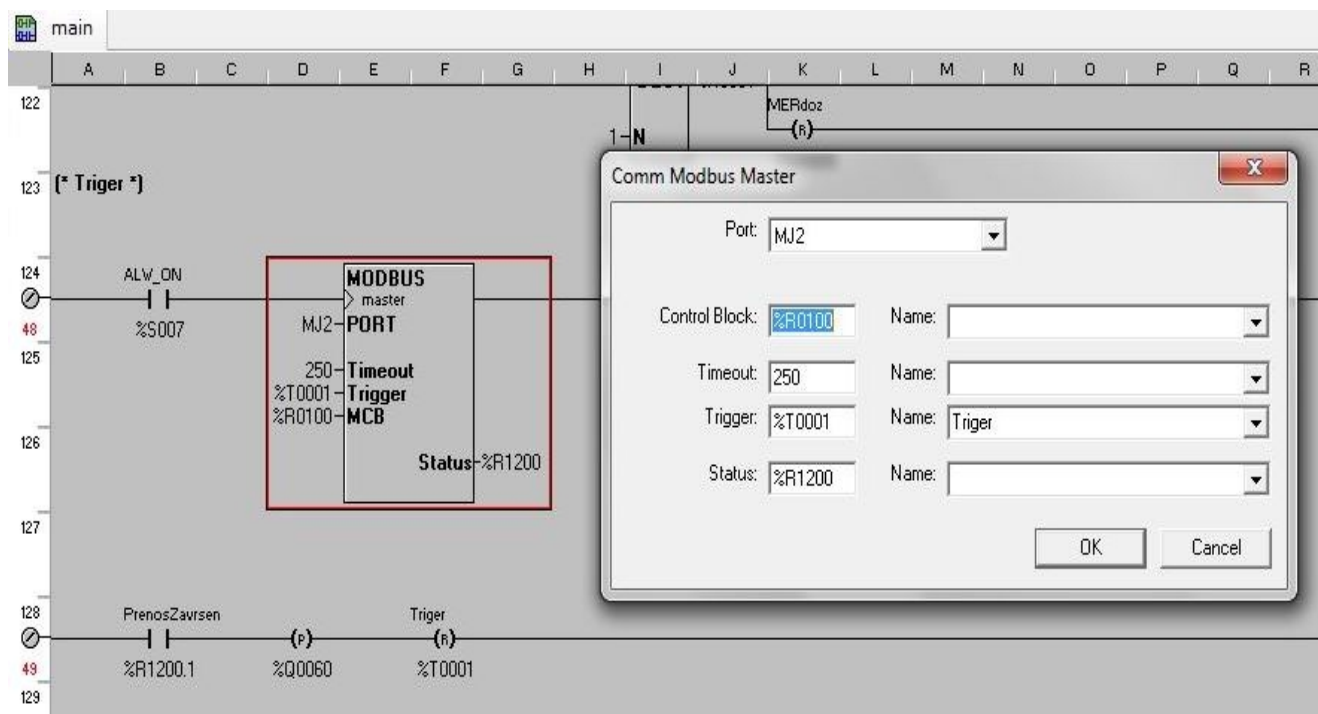 main
A B C D E F G H I J K L M N O P Q R
122
MERdoz
(R)
1 N
123 (* Triger *)
124
ALW_ON
48
%S007
MODBUS
master
MJ2 PORT
125
250 Timeout
%T0001 Trigger
%R0100 MCB
126
Status %R1200
127
128
PrenosZavrsen
Triger
(P)
(R)
49
%R1200.1
%Q0060
%T0001
129
Comm Modbus Master
X
Port: MJ2
Control Block: %R0100 Name:
Timeout: 250 Name:
Trigger: %T0001 Name: Triger
Status: %R1200 Name:
OK Cancel